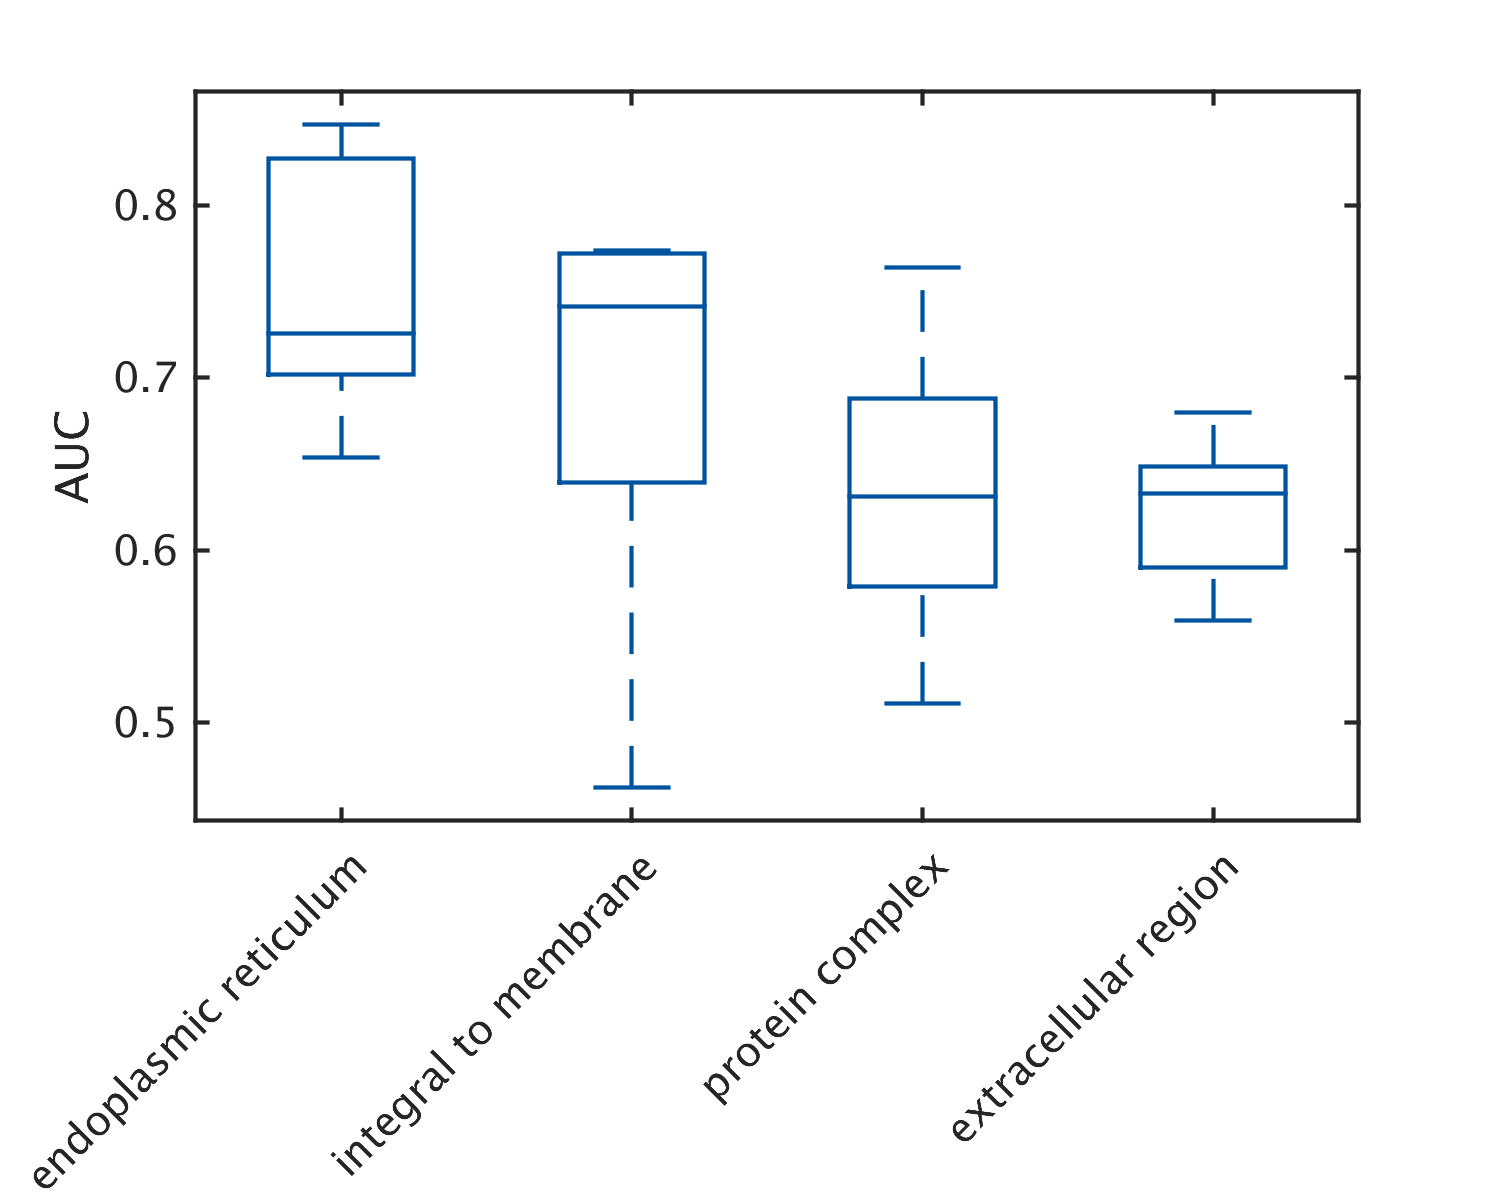 AUC
0.8
0.7
0.6
0.5
endoplasmic reticulum
integral to membrane
protein complex
extracellular region